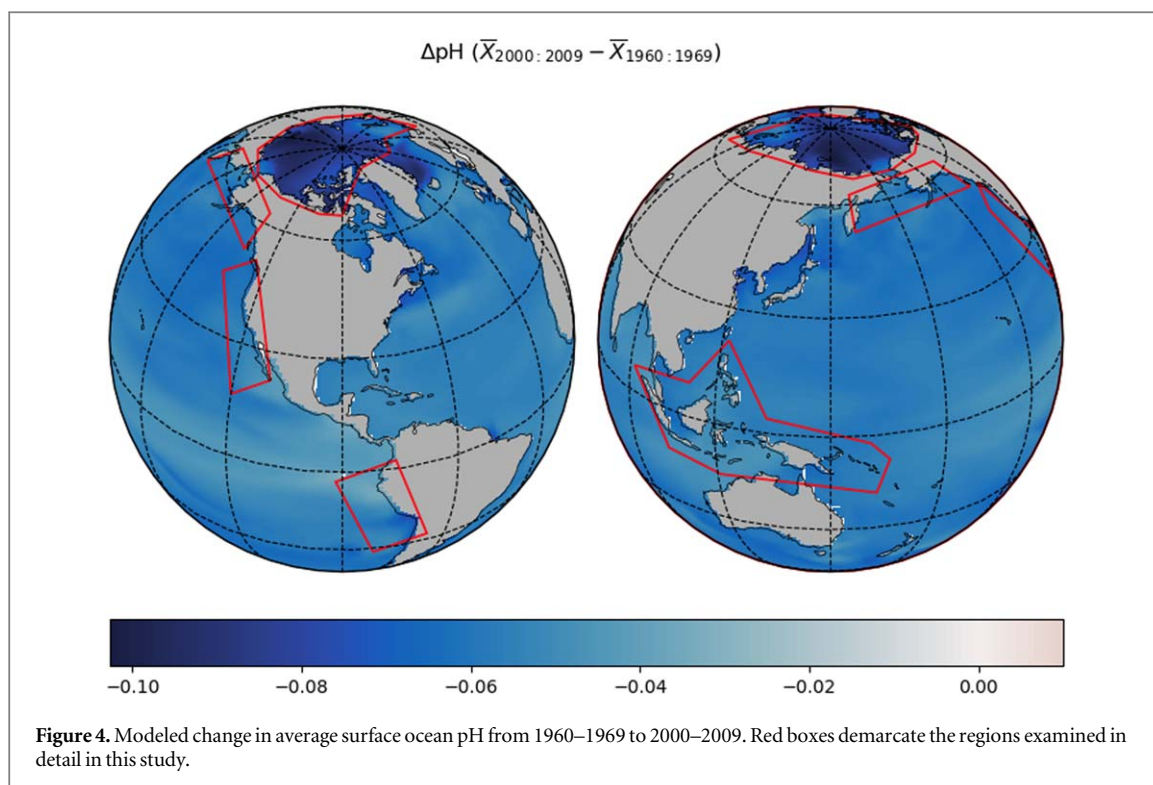 ΔpH (X̅2000:2009 − X̅1960:1969)
−0.10 −0.08 −0.06 −0.04 −0.02 0.00
Figure 4. Modeled change in average surface ocean pH from 1960–1969 to 2000–2009. Red boxes demarcate the regions examined in
detail in this study.